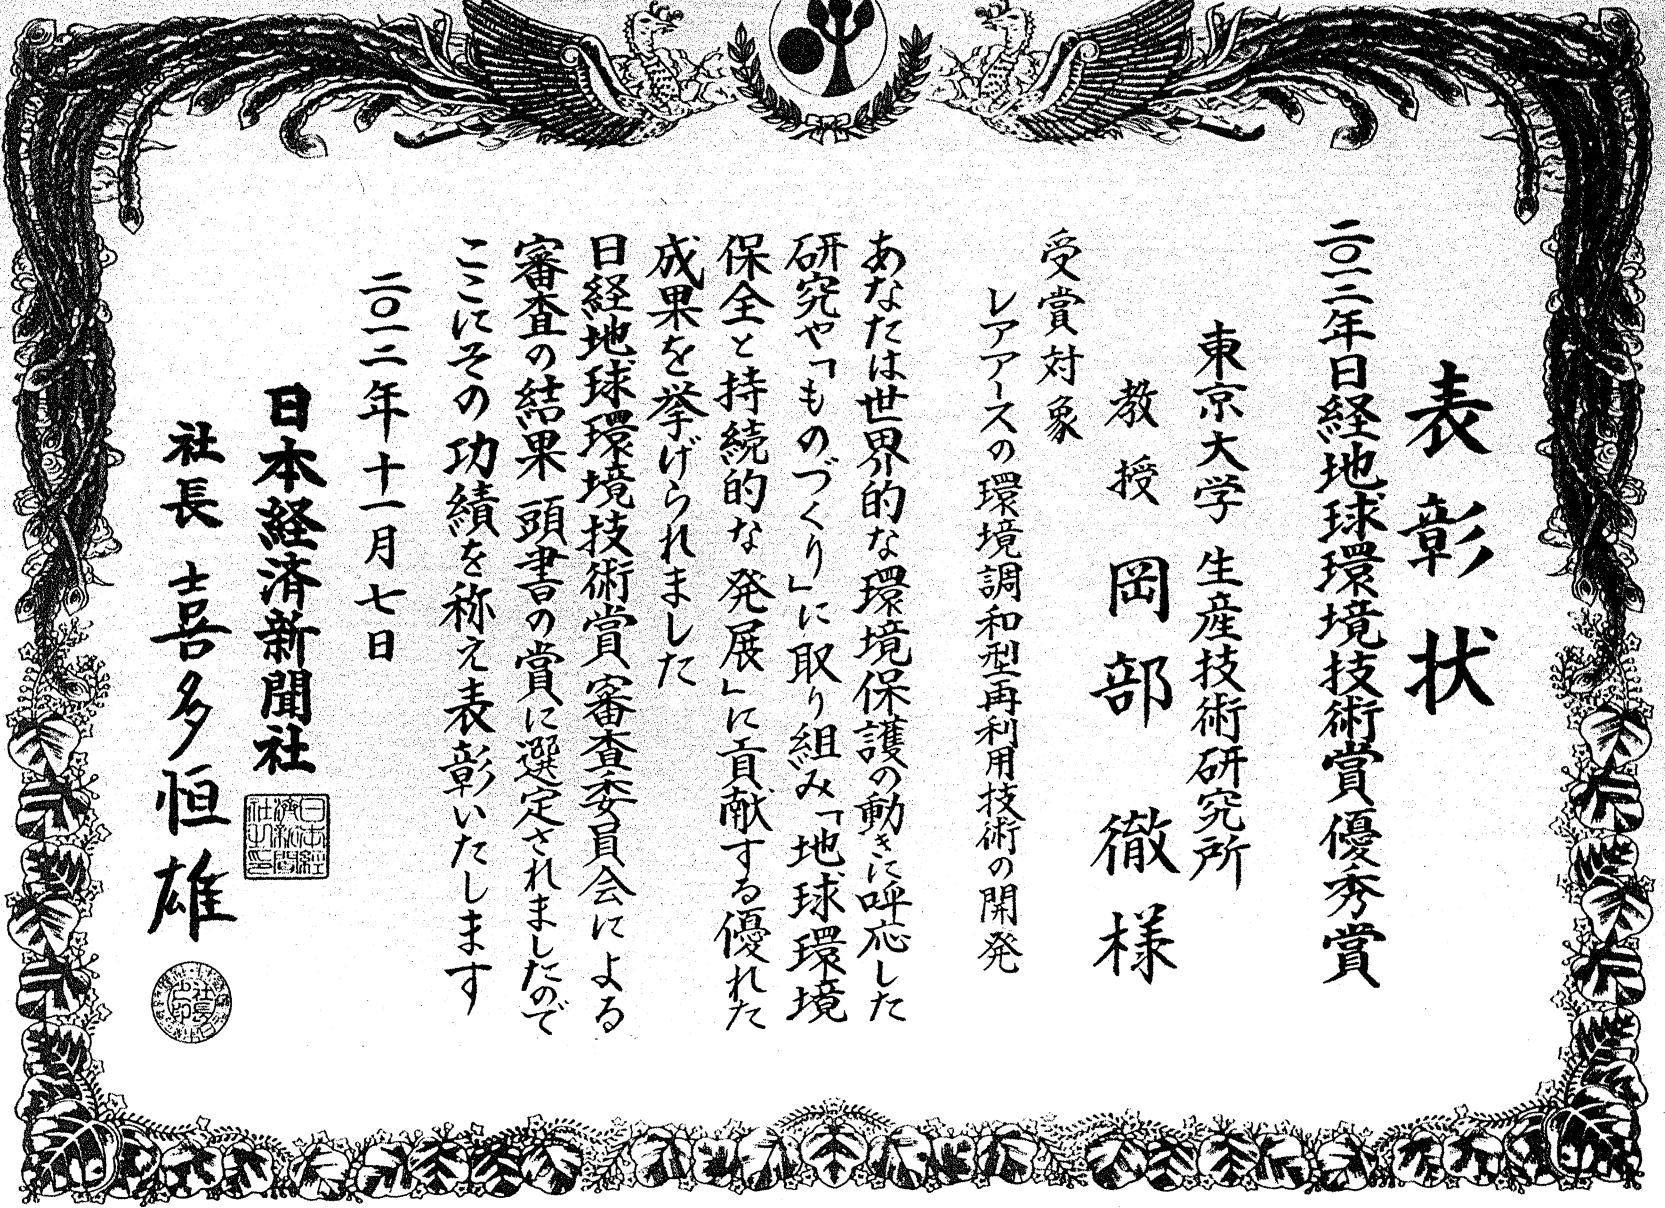 表彰状
二〇一二年日経地球環境技術賞優秀賞
東京大学 生産技術研究所
教授 岡部 徹様
受賞対象
レアアースの環境調和型再利用技術の開発
あなたは世界的な環境保護の動きに呼応した
研究や「ものづくり」に取り組み「地球環境
保全と持続的な発展」に貢献する優れた
成果を挙げられました
日経地球環境技術賞審査委員会による
審査の結果 頭書の賞に選定されましたので
ここにその功績を称え表彰いたします
二〇一二年十一月七日
日本経済新聞社
社長 喜多恒雄